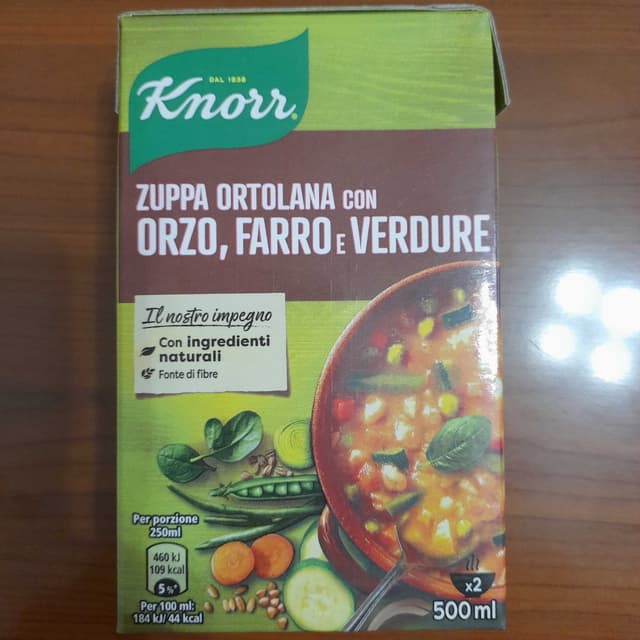 DAL 1838
Knorr®
ZUPPA ORTOLANA CON
ORZO, FARRO E VERDURE
Il nostro impegno
Con ingredienti
naturali
Fonte di fibre
Per porzione
250ml
460 kJ
109 kcal
5%*
Per 100 ml:
184 kJ/ 44 kcal
x2
500 ml